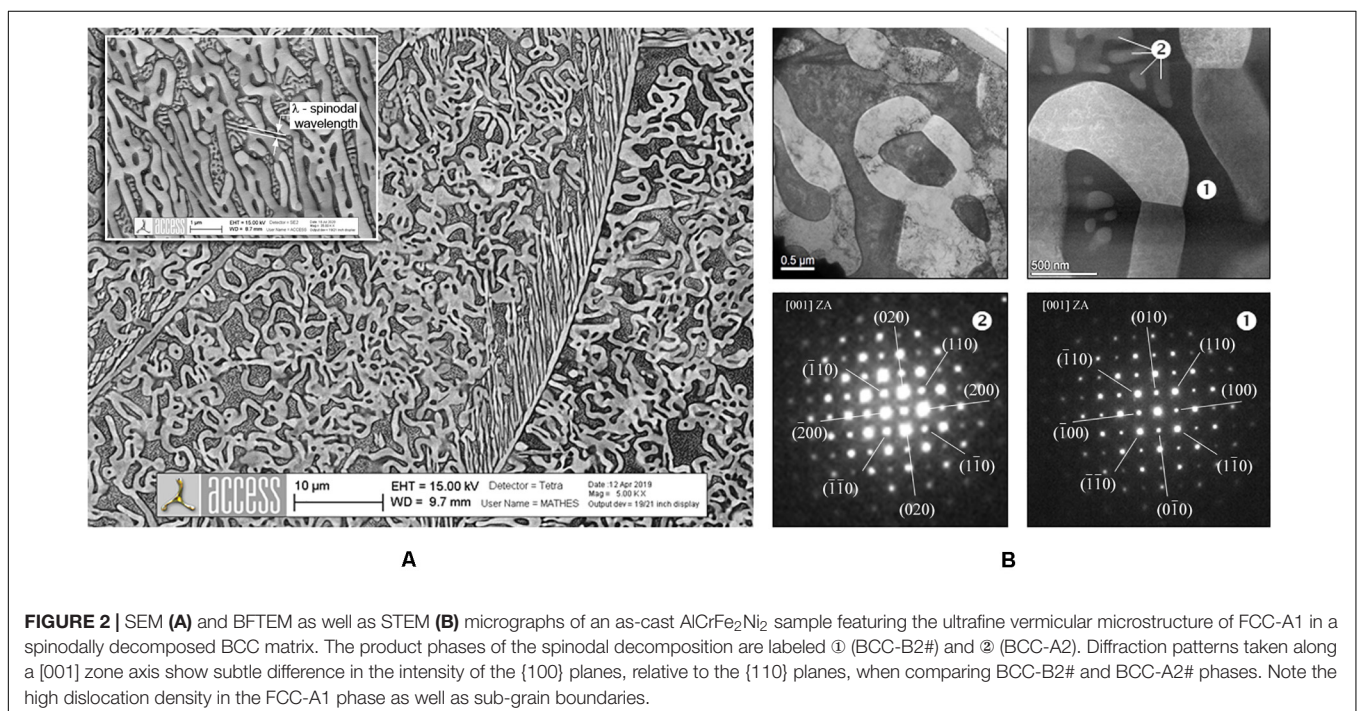 λ - spinodal
wavelength
access
1 µm
EHT = 15.00 kV
WD = 8.7 mm
Detector = SE2
User Name = ACCESS
access
10 µm
EHT = 15.00 kV
WD = 9.7 mm
Detector = Tetra
User Name = MATHES
Date :12 Apr 2019
Mag = 5.00 K X
Output dev = 19/21 inch display
A
0.5 µm
②
①
500 nm
[001] ZA
②
(020)
(1̄10)
(110)
(200)
(2̄00)
(11̄0)
(1̄1̄0)
(020)
[001] ZA
①
(010)
(1̄10)
(110)
(100)
(1̄00)
(1̄1̄0)
(11̄0)
(01̄0)
B
FIGURE 2 | SEM (A) and BFTEM as well as STEM (B) micrographs of an as-cast AlCrFe₂Ni₂ sample featuring the ultrafine vermicular microstructure of FCC-A1 in a
spinodally decomposed BCC matrix. The product phases of the spinodal decomposition are labeled ① (BCC-B2#) and ② (BCC-A2). Diffraction patterns taken along
a [001] zone axis show subtle difference in the intensity of the {100} planes, relative to the {110} planes, when comparing BCC-B2# and BCC-A2# phases. Note the
high dislocation density in the FCC-A1 phase as well as sub-grain boundaries.